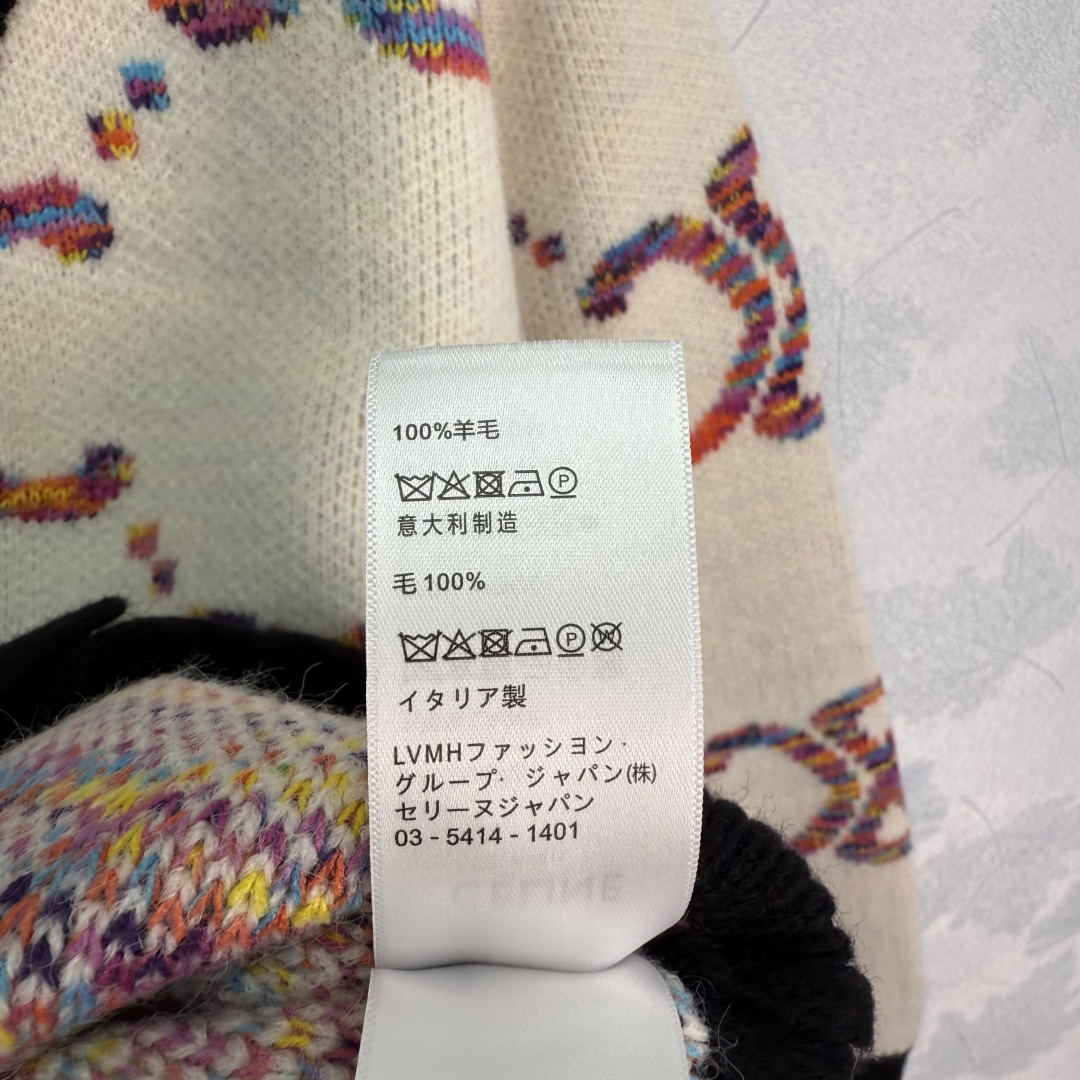 100%羊毛
P
意大利制造
毛 100%
P W
イタリア製
LVMHファッション・
グループ・ジャパン(株)
セリーヌジャパン
03 - 5414 - 1401
CELINE